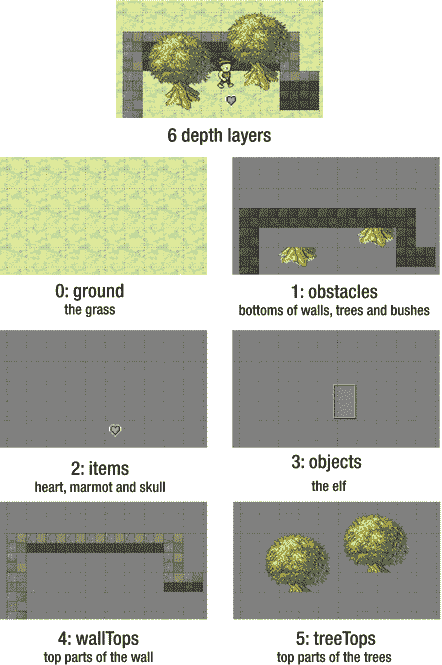 6 depth layers
0: ground
the grass
1: obstacles
bottoms of walls, trees and bushes
2: items
heart, marmot and skull
3: objects
the elf
4: wallTops
top parts of the wall
5: treeTops
top parts of the trees